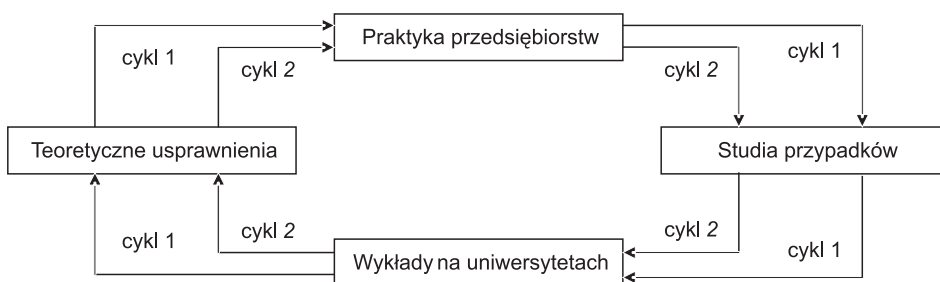 Praktyka przedsiębiorstw
cykl 1
cykl 2
cykl 2
cykl 1
Teoretyczne usprawnienia
Studia przypadków
cykl 1
cykl 2
cykl 2
cykl 1
Wykłady na uniwersytetach